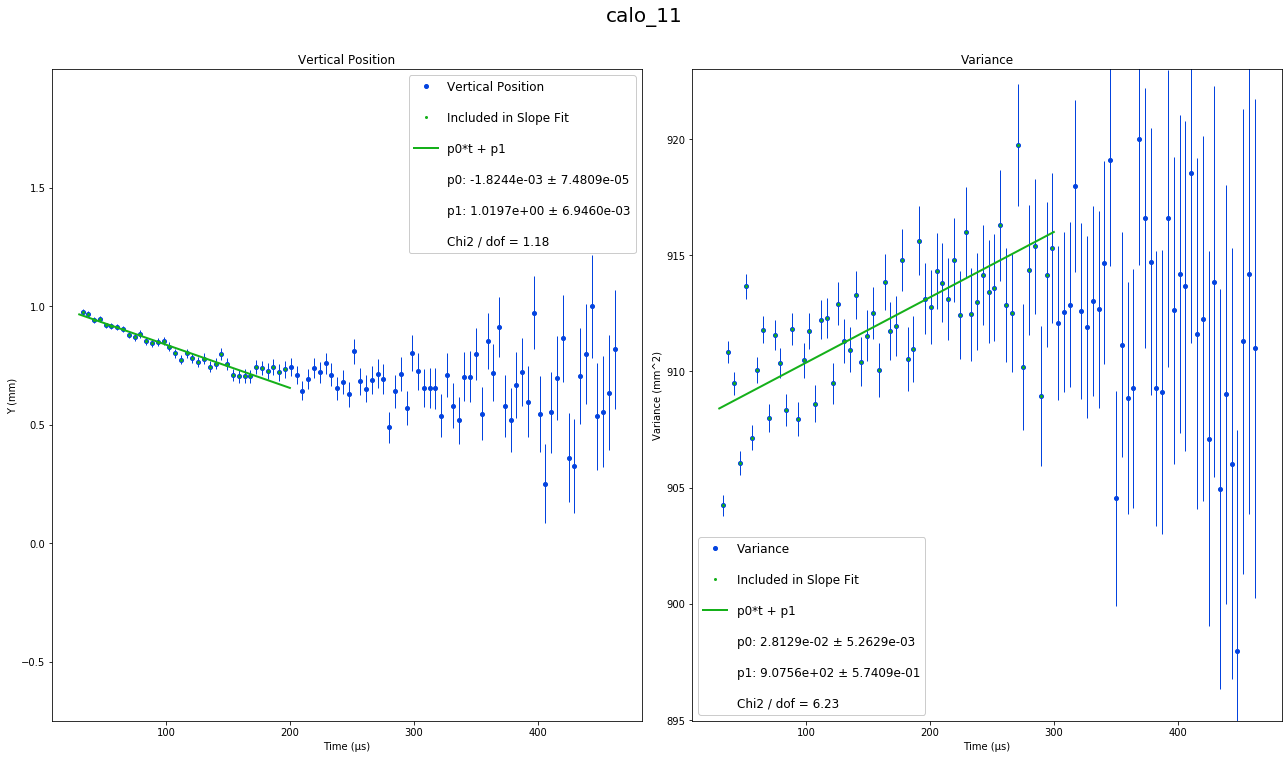 calo_11
Vertical Position
Vertical Position
Included in Slope Fit
p0*t + p1
p0: -1.8244e-03 ± 7.4809e-05
p1: 1.0197e+00 ± 6.9460e-03
Chi2 / dof = 1.18
1.5
1.0
0.5
0.0
−0.5
Y (mm)
100 200 300 400
Time (μs)
Variance
920
915
910
905
900
895
Variance (mm^2)
Variance
Included in Slope Fit
p0*t + p1
p0: 2.8129e-02 ± 5.2629e-03
p1: 9.0756e+02 ± 5.7409e-01
Chi2 / dof = 6.23
100 200 300 400
Time (μs)